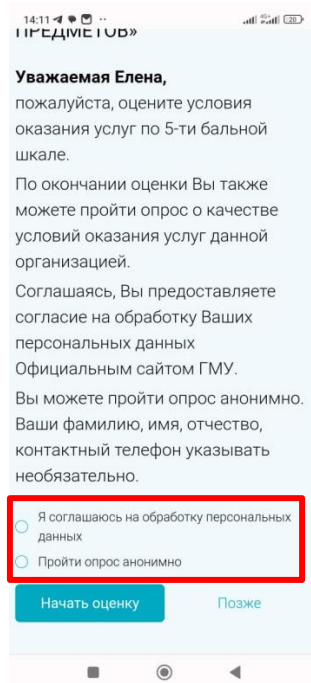 14:11
4G+
20
ПРЕДМЕТОВ»
Уважаемая Елена,
пожалуйста, оцените условия
оказания услуг по 5-ти бальной
шкале.
По окончании оценки Вы также
можете пройти опрос о качестве
условий оказания услуг данной
организацией.
Соглашаясь, Вы предоставляете
согласие на обработку Ваших
персональных данных
Официальным сайтом ГМУ.
Вы можете пройти опрос анонимно.
Ваши фамилию, имя, отчество,
контактный телефон указывать
необязательно.
Я соглашаюсь на обработку персональных
данных
Пройти опрос анонимно
Начать оценку
Позже